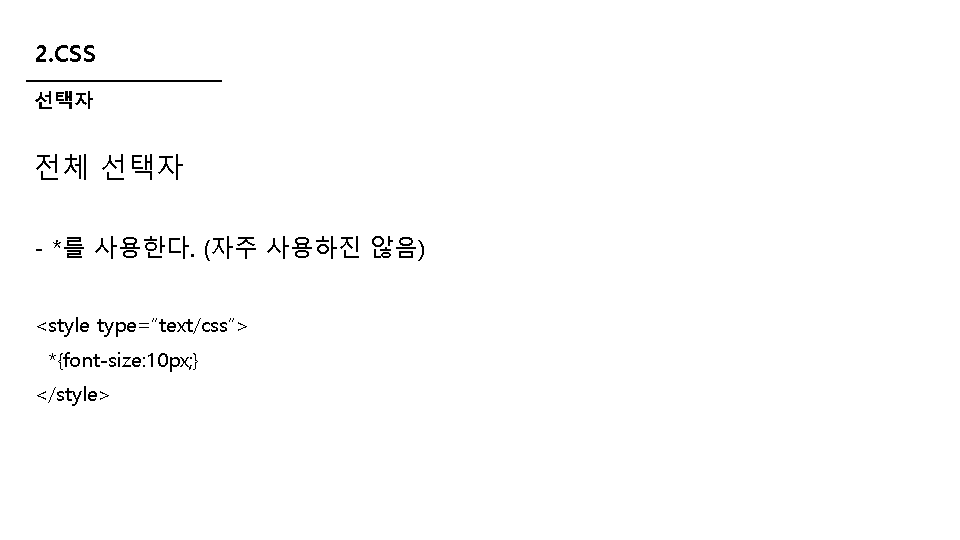 2.CSS
선택자
전체 선택자
- *를 사용한다. (자주 사용하진 않음)
<style type=“text/css“>
*{font-size:10px;}
</style>